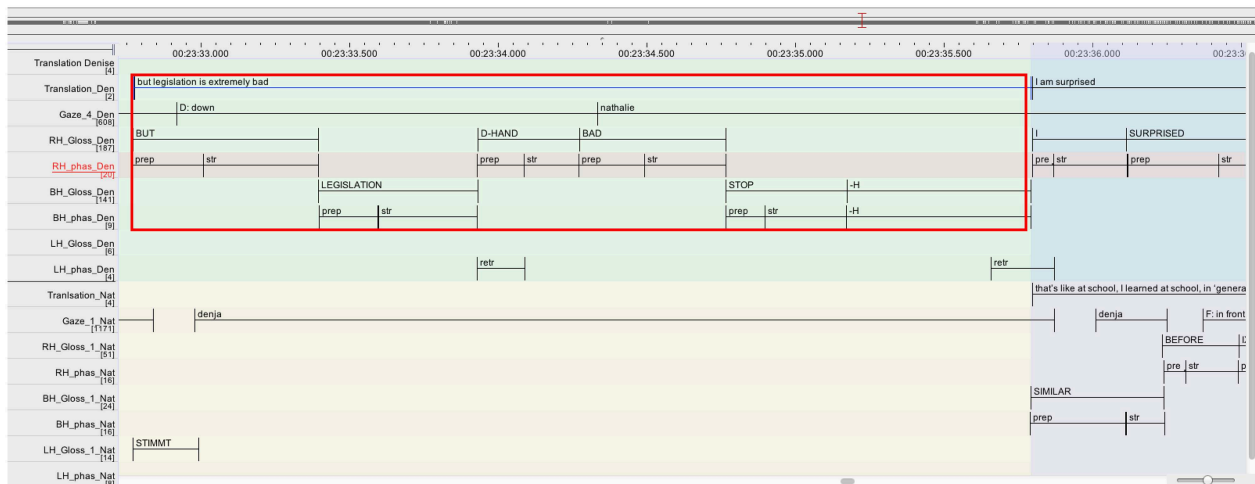 00:23:33.000 00:23:33.500 00:23:34.000 00:23:34.500 00:23:35.000 00:23:35.500 00:23:36.000 00:23:3
Translation Denise
[4]
Translation_Den but legislation is extremely bad I am surprised
[2]
Gaze_4_Den D: down nathalie
[608]
RH_Gloss_Den BUT D-HAND BAD I SURPRISED
[187]
RH_phas_Den prep str prep str prep str pre str prep str
[20]
BH_Gloss_Den LEGISLATION STOP -H
[141]
BH_phas_Den prep str prep str -H
[9]
LH_Gloss_Den
[6]
LH_phas_Den retr retr
[4]
Tranlsation_Nat that's like at school, I learned at school, in 'genera
[4]
Gaze_1_Nat denja denja F: in front
[1171]
RH_Gloss_1_Nat BEFORE
[51]
RH_phas_Nat pre. str p
[16]
BH_Gloss_1_Nat SIMILAR
[24]
BH_phas_Nat prep str
[16]
LH_Gloss_1_Nat STIMMT
[14]
LH_phas_Nat